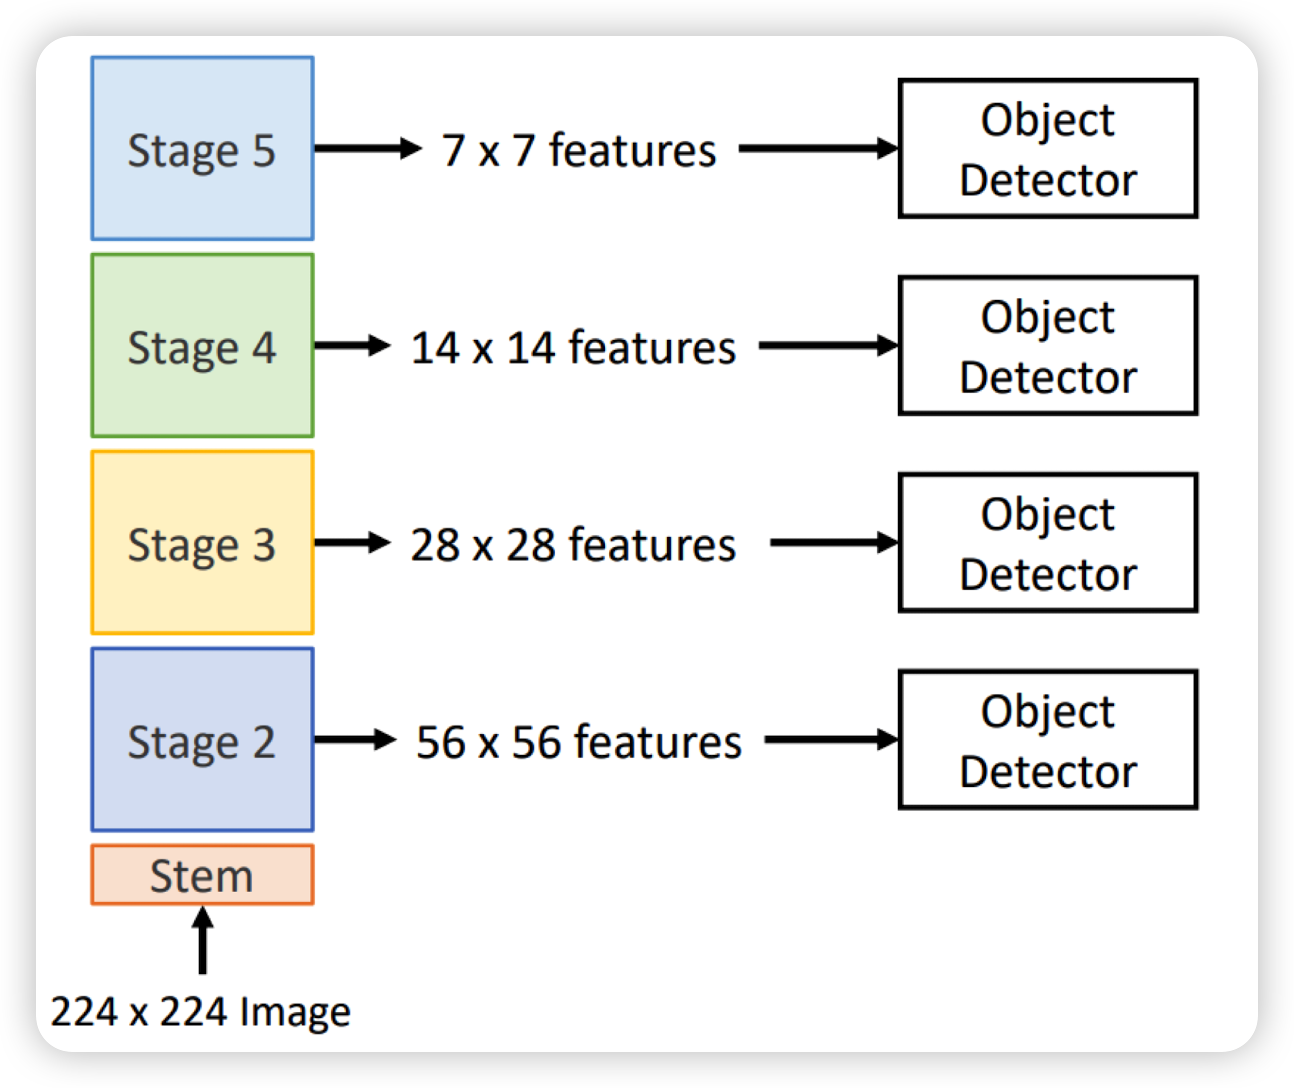 Stage 5
7 x 7 features
Object
Detector
Stage 4
14 x 14 features
Object
Detector
Stage 3
28 x 28 features
Object
Detector
Stage 2
56 x 56 features
Object
Detector
Stem
224 x 224 Image